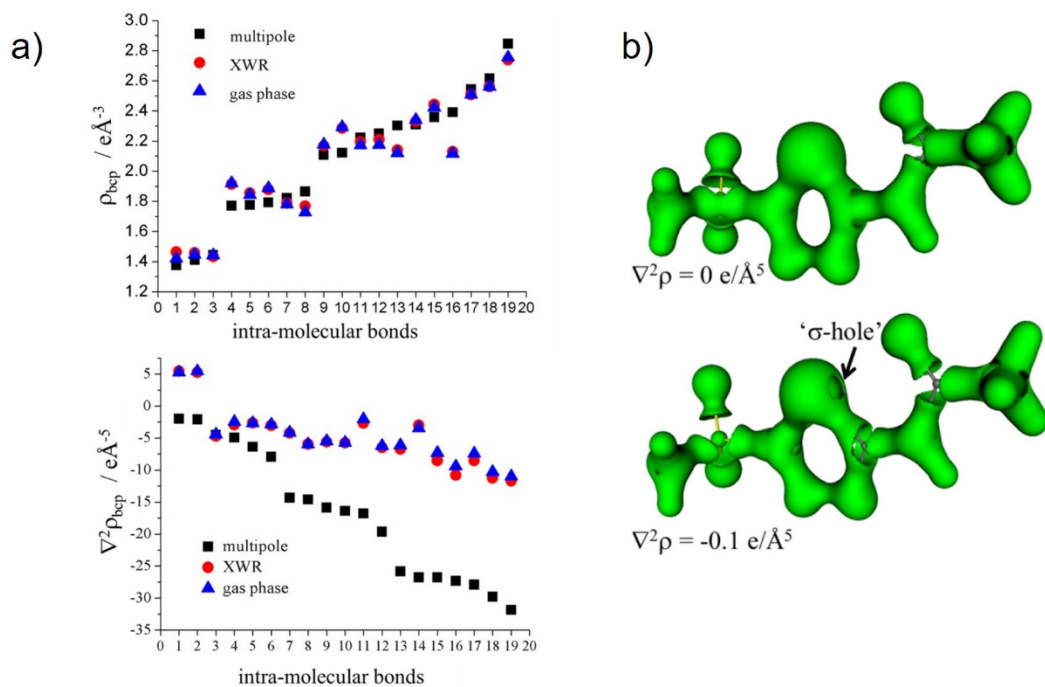 a)
3.0
2.8
2.6
2.4
2.2
2.0
1.8
1.6
1.4
1.2
ρbcp / eÅ-3
multipole
XWR
gas phase
0 1 2 3 4 5 6 7 8 9 10 11 12 13 14 15 16 17 18 19 20
intra-molecular bonds
5
0
-5
-10
-15
-20
-25
-30
-35
∇²ρbcp / eÅ-5
multipole
XWR
gas phase
0 1 2 3 4 5 6 7 8 9 10 11 12 13 14 15 16 17 18 19 20
intra-molecular bonds
b)
∇²ρ = 0 e/Å⁵
‘σ-hole’
∇²ρ = -0.1 e/Å⁵